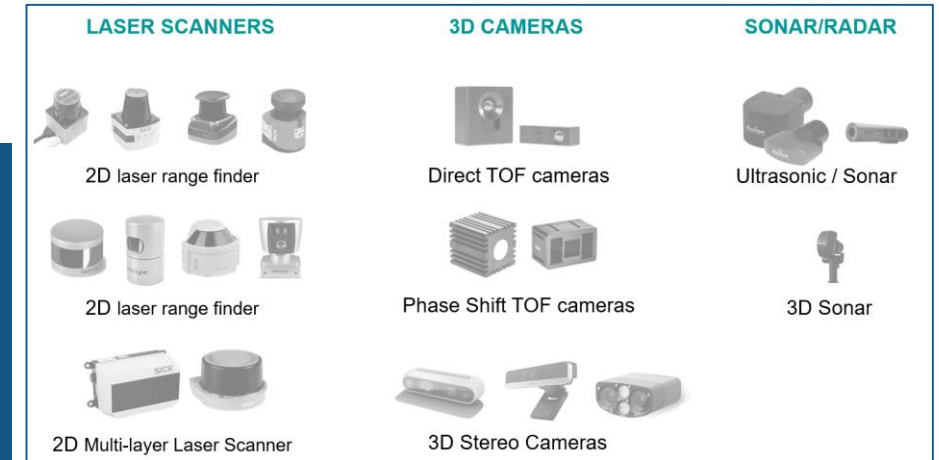 LASER SCANNERS
3D CAMERAS
SONAR/RADAR
SICK
2D laser range finder
Direct TOF cameras
Ultrasonic / Sonar
2D laser range finder
Phase Shift TOF cameras
3D Sonar
SICK
2D Multi-layer Laser Scanner
3D Stereo Cameras